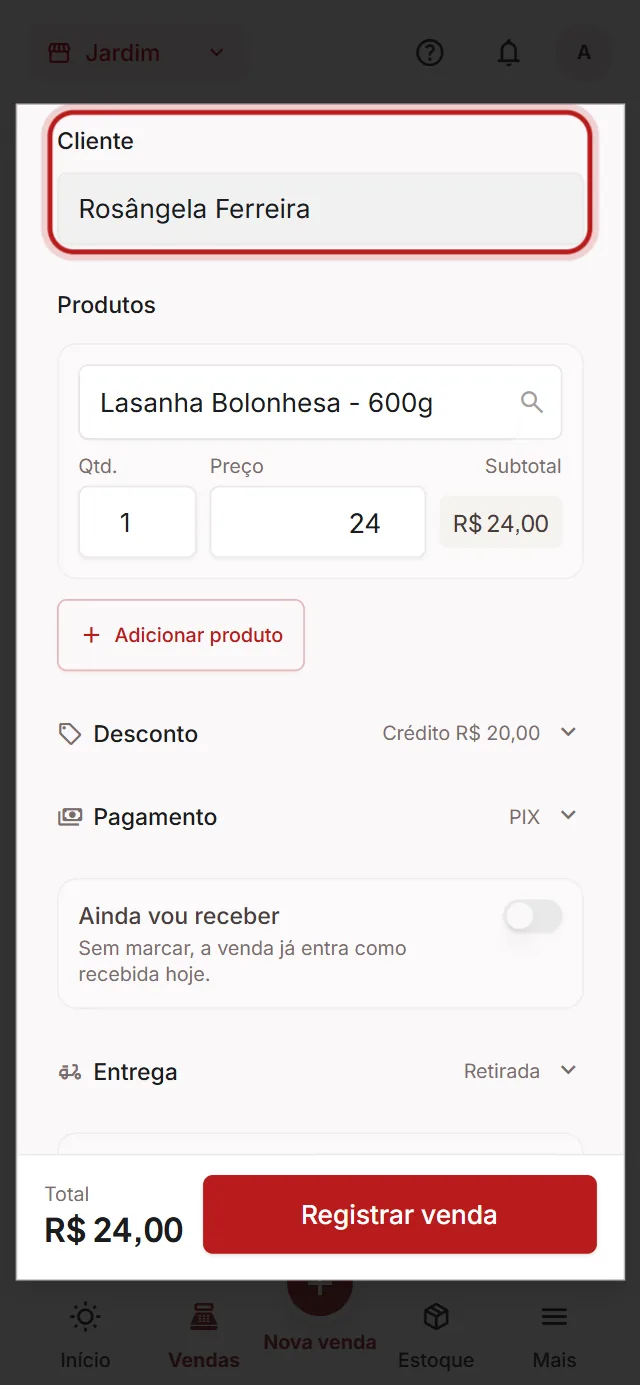 Jardim
A
Cliente
Rosângela Ferreira
Produtos
Lasanha Bolonhesa - 600g
Qtd. Preço Subtotal
1 24 R$ 24,00
+ Adicionar produto
Desconto Crédito R$ 20,00
Pagamento PIX
Ainda vou receber
Sem marcar, a venda já entra como
recebida hoje.
Entrega Retirada
Total
R$ 24,00
Registrar venda
Início Vendas Nova venda Estoque Mais